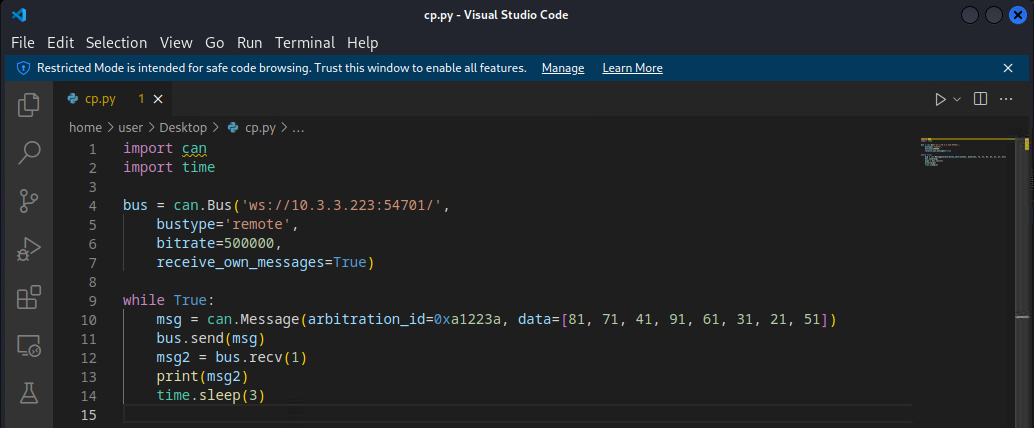 cp.py - Visual Studio Code
File Edit Selection View Go Run Terminal Help
Restricted Mode is intended for safe code browsing. Trust this window to enable all features. Manage Learn More
cp.py 1
home > user > Desktop > cp.py > ...
1 import can
2 import time
3
4 bus = can.Bus('ws://10.3.3.223:54701/',
5     bustype='remote',
6     bitrate=500000,
7     receive_own_messages=True)
8
9 while True:
10     msg = can.Message(arbitration_id=0xa1223a, data=[81, 71, 41, 91, 61, 31, 21, 51])
11     bus.send(msg)
12     msg2 = bus.recv(1)
13     print(msg2)
14     time.sleep(3)
15